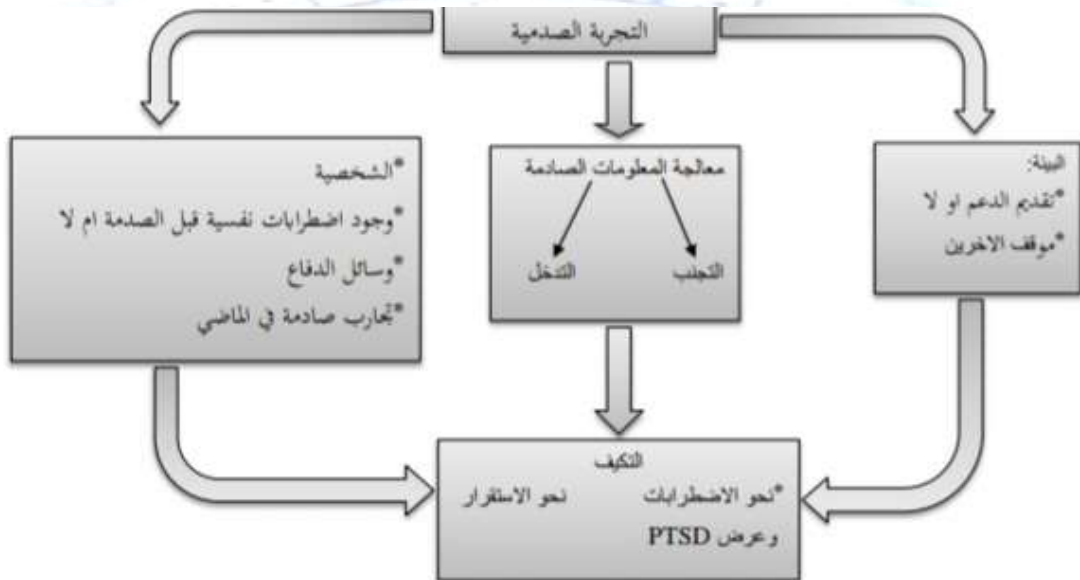 التجربة الصدمية
البيئة:
*تقديم الدعم او لا
*موقف الاخرين
معالجة المعلومات الصادمة
التجنب
التدخل
*الشخصية
*وجود اضطرابات نفسية قبل الصدمة ام لا
*وسائل الدفاع
*تجارب صادمة في الماضي
التكيف
*نحو الاضطرابات
وعرض PTSD
نحو الاستقرار